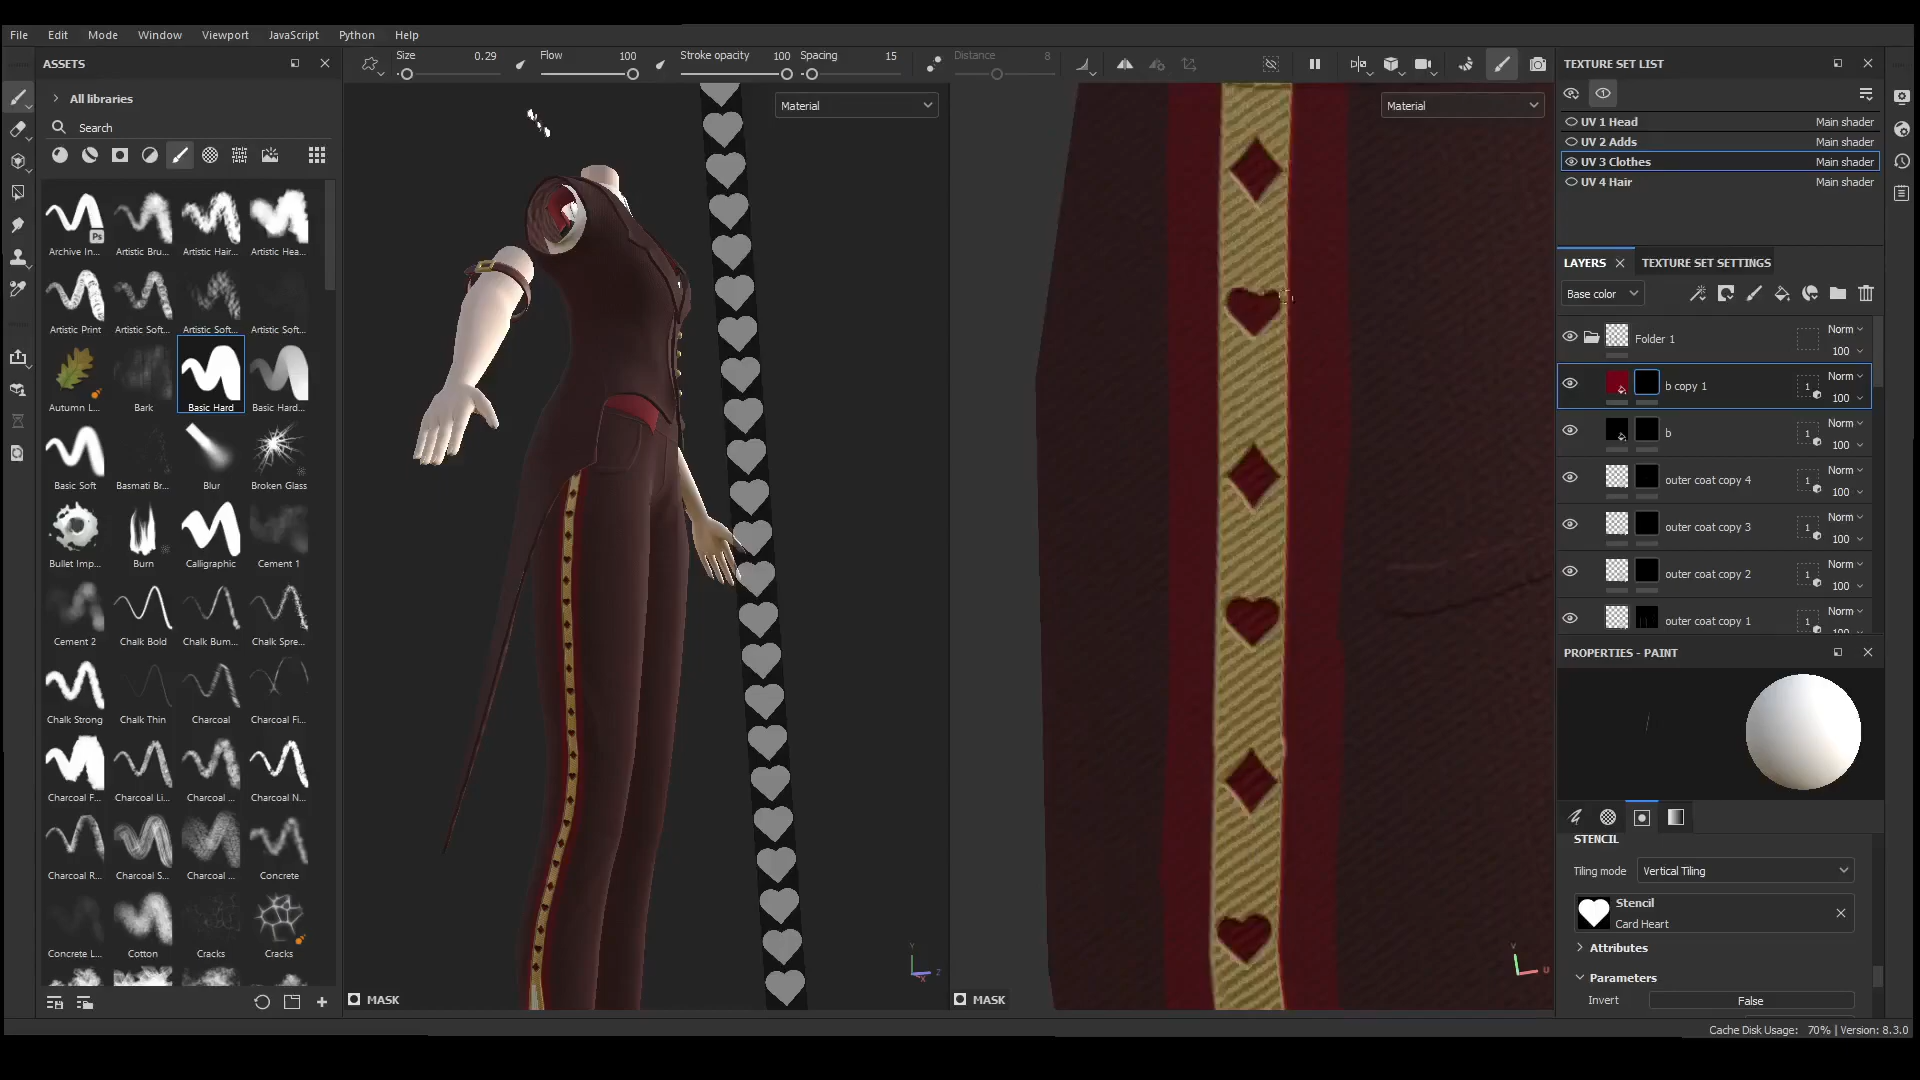 File Edit Mode Window Viewport JavaScript Python Help
ASSETS
All libraries
Search
Archive In...
Artistic Bru...
Artistic Hair...
Artistic Hea...
Artistic Print
Artistic Soft...
Artistic Soft...
Artistic Soft...
Autumn L...
Bark
Basic Hard
Basic Hard...
Basic Soft
Basmati Br...
Blur
Broken Glass
Bullet Imp...
Burn
Calligraphic
Cement 1
Cement 2
Chalk Bold
Chalk Bum...
Chalk Spre...
Chalk Strong
Chalk Thin
Charcoal
Charcoal Fi...
Charcoal F...
Charcoal Li...
Charcoal ...
Charcoal N...
Charcoal R...
Charcoal S...
Charcoal ...
Concrete
Concrete L...
Cotton
Cracks
Cracks
Size 0.29
Flow 100
Stroke opacity 100
Spacing 15
Distance 8
Material
Material
Ps
Y
Z
X
V
U
MASK
MASK
TEXTURE SET LIST
UV 1 Head Main shader
UV 2 Adds Main shader
UV 3 Clothes Main shader
UV 4 Hair Main shader
LAYERS
TEXTURE SET SETTINGS
Base color
Folder 1 Norm
100
b copy 1 1 Norm
100
b 1 Norm
100
outer coat copy 4 1 Norm
100
outer coat copy 3 1 Norm
100
outer coat copy 2 1 Norm
100
outer coat copy 1 1 Norm
100
PROPERTIES - PAINT
STENCIL
Tiling mode Vertical Tiling
Stencil
Card Heart
Attributes
Parameters
Invert False
Cache Disk Usage: 70% | Version: 8.3.0